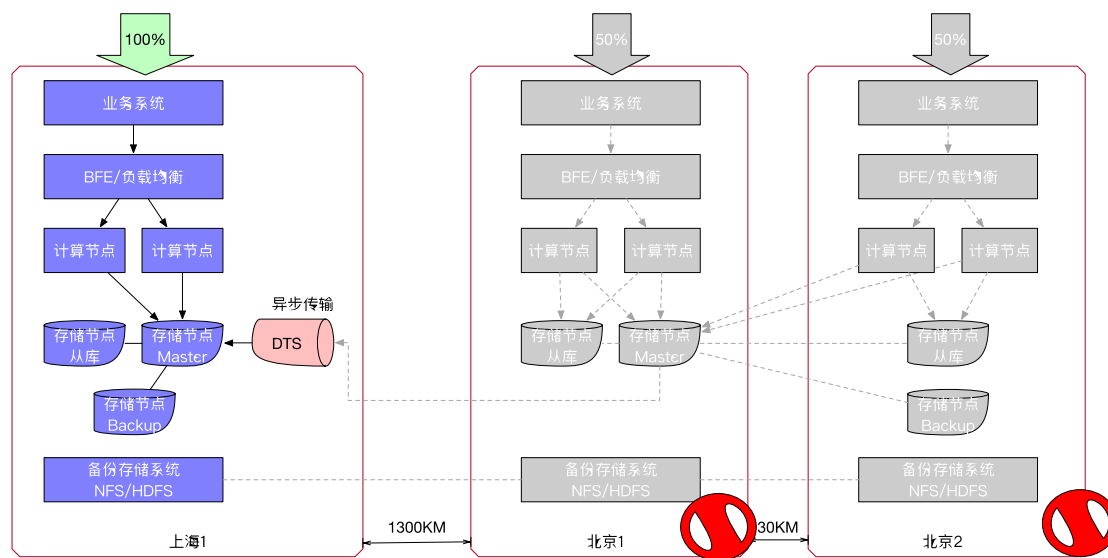 100%
50%
50%
业务系统
业务系统
业务系统
BFE/负载均衡
BFE/负载均衡
BFE/负载均衡
计算节点
计算节点
计算节点
计算节点
计算节点
计算节点
异步传输
存储节点
从库
存储节点
Master
DTS
存储节点
从库
存储节点
Master
存储节点
从库
存储节点
Backup
存储节点
Backup
备份存储系统
NFS/HDFS
备份存储系统
NFS/HDFS
备份存储系统
NFS/HDFS
1300KM
30KM
上海1
北京1
北京2